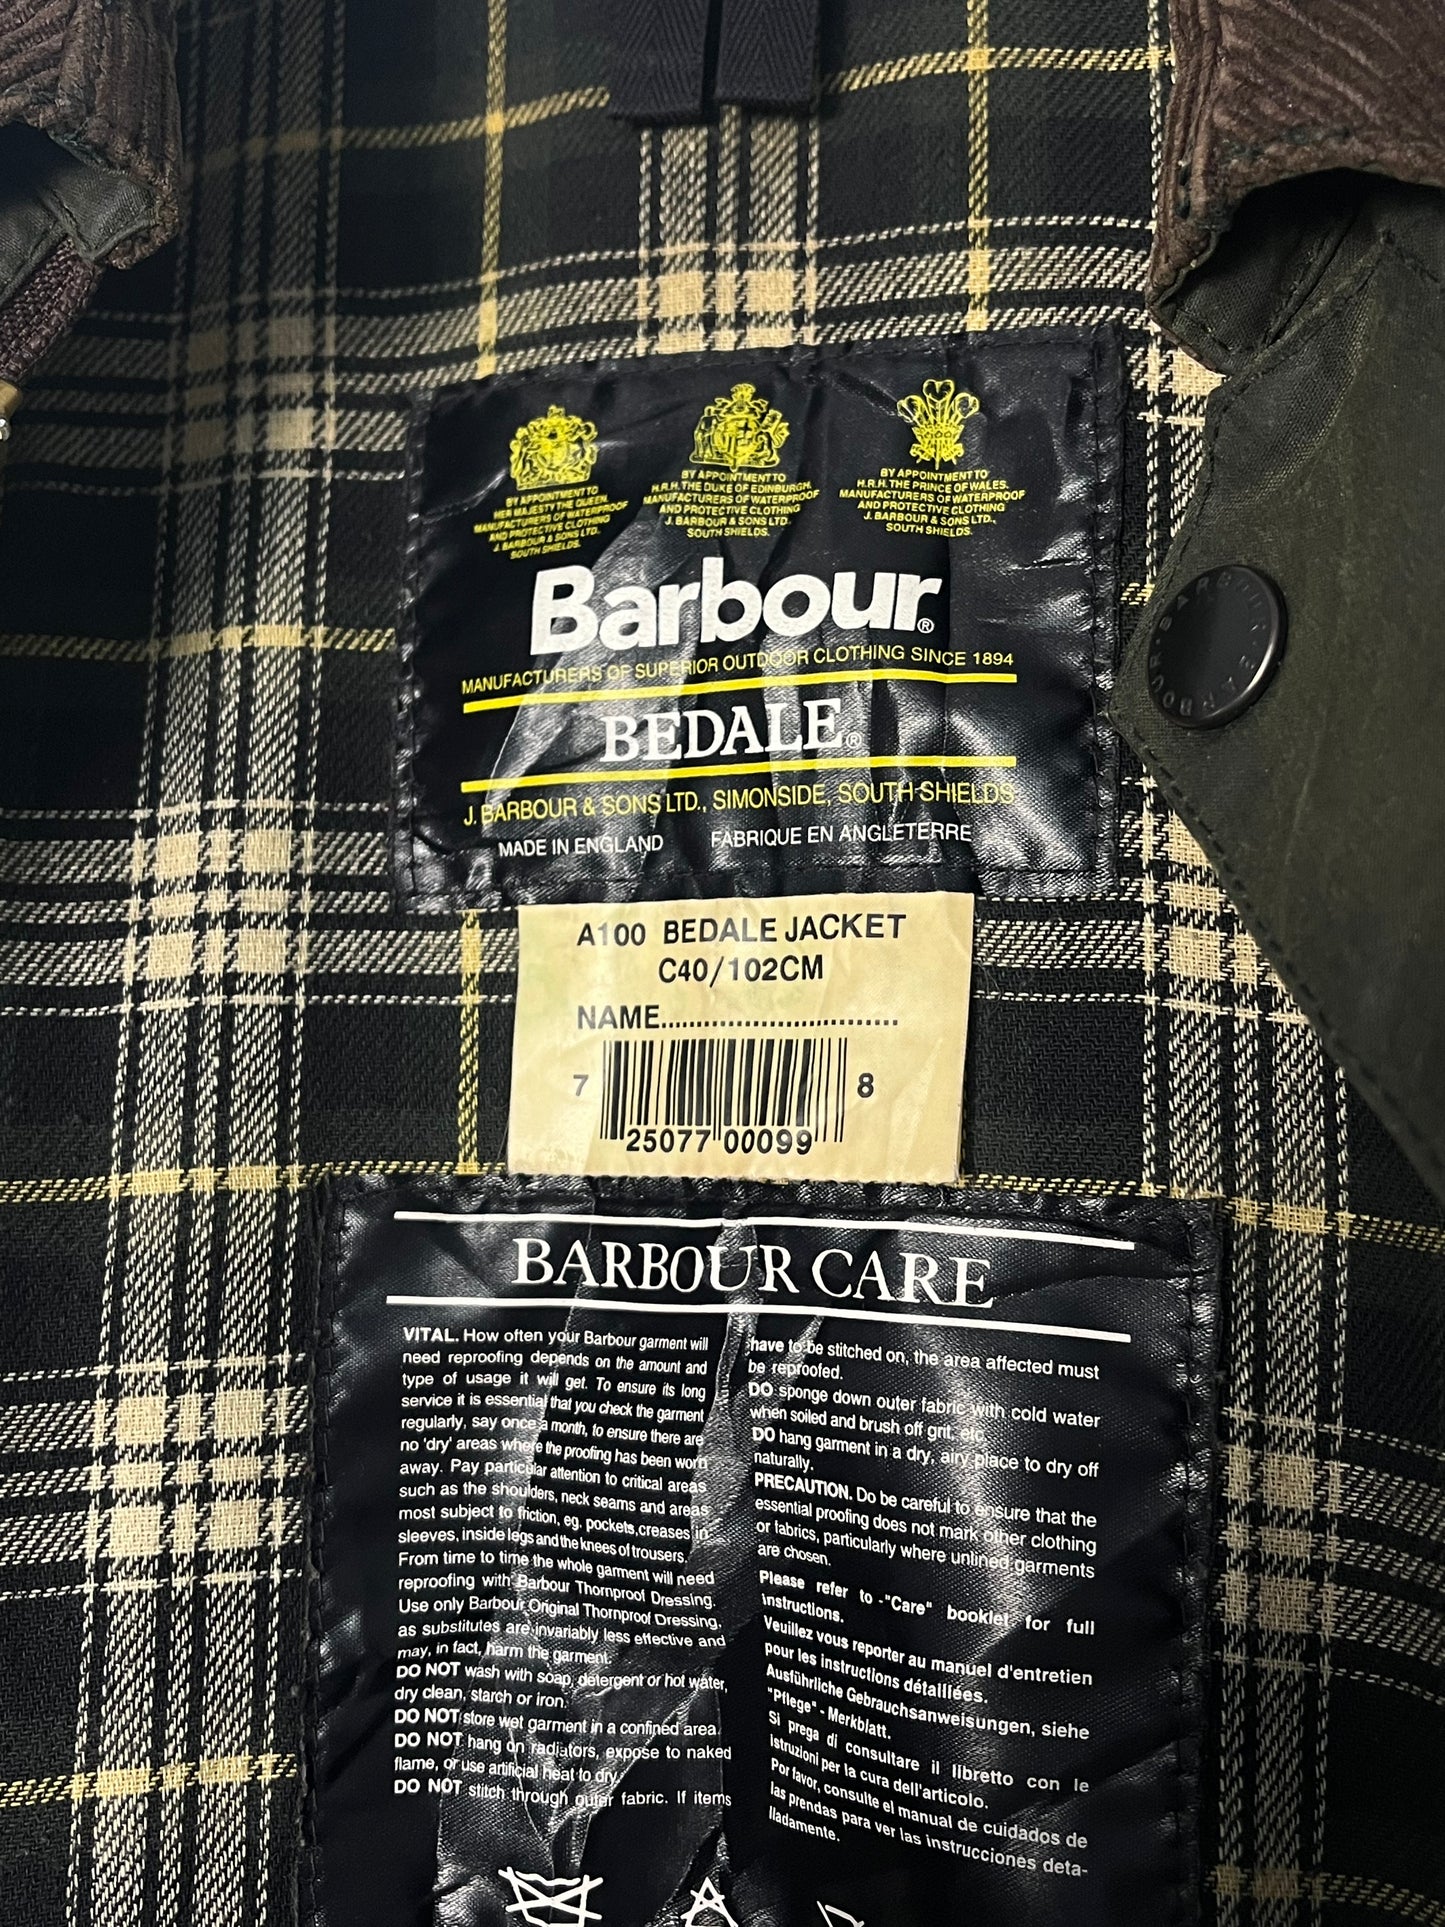 BY APPOINTMENT TO
HER MAJESTY THE QUEEN.
MANUFACTURERS OF WATERPROOF
AND PROTECTIVE CLOTHING
J. BARBOUR & SONS LTD.,
SOUTH SHIELDS.
BY APPOINTMENT TO
H.R.H. THE DUKE OF EDINBURGH.
MANUFACTURERS OF WATERPROOF
AND PROTECTIVE CLOTHING
J. BARBOUR & SONS LTD.
SOUTH SHIELDS.
BY APPOINTMENT TO
H.R.H. THE PRINCE OF WALES.
MANUFACTURERS OF WATERPROOF
AND PROTECTIVE CLOTHING
J. BARBOUR & SONS LTD.,
SOUTH SHIELDS.
Barbour®
MANUFACTURERS OF SUPERIOR OUTDOOR CLOTHING SINCE 1894
BEDALE®
J. BARBOUR & SONS LTD., SIMONSIDE, SOUTH SHIELDS
MADE IN ENGLAND FABRIQUE EN ANGLETERRE
BARBOUR BARBOUR
A100 BEDALE JACKET
C40/102CM
NAME..............................
7 25077 00099 8
BARBOUR CARE
VITAL. How often your Barbour garment will
need reproofing depends on the amount and
type of usage it will get. To ensure its long
service it is essential that you check the garment
regularly, say once a month, to ensure there are
no 'dry' areas where the proofing has been worn
away. Pay particular attention to critical areas
such as the shoulders, neck seams and areas
most subject to friction, eg. pockets, creases in
sleeves, inside legs and the knees of trousers.
From time to time the whole garment will need
reproofing with Barbour Thornproof Dressing.
Use only Barbour Original Thornproof Dressing,
as substitutes are invariably less effective and
may, in fact, harm the garment.
DO NOT wash with soap, detergent or hot water,
dry clean, starch or iron.
DO NOT store wet garment in a confined area.
DO NOT hang on radiators, expose to naked
flame, or use artificial heat to dry.
DO NOT stitch through outer fabric. If items
have to be stitched on, the area affected must
be reproofed.
DO sponge down outer fabric with cold water
when soiled and brush off grit, etc.
DO hang garment in a dry, airy place to dry off
naturally.
PRECAUTION. Do be careful to ensure that the
essential proofing does not mark other clothing
or fabrics, particularly where unlined garments
are chosen.
Please refer to -"Care" booklet for full
instructions.
Veuillez vous reporter au manuel d'entretien
pour les instructions détaillées.
Ausführliche Gebrauchsanweisungen, siehe
"Pflege" - Merkblatt.
Si prega di consultare il libretto con le
istruzioni per la cura dell'articolo.
Por favor, consulte el manual de cuidados de
las prendas para ver las instrucciones deta-
lladamente.